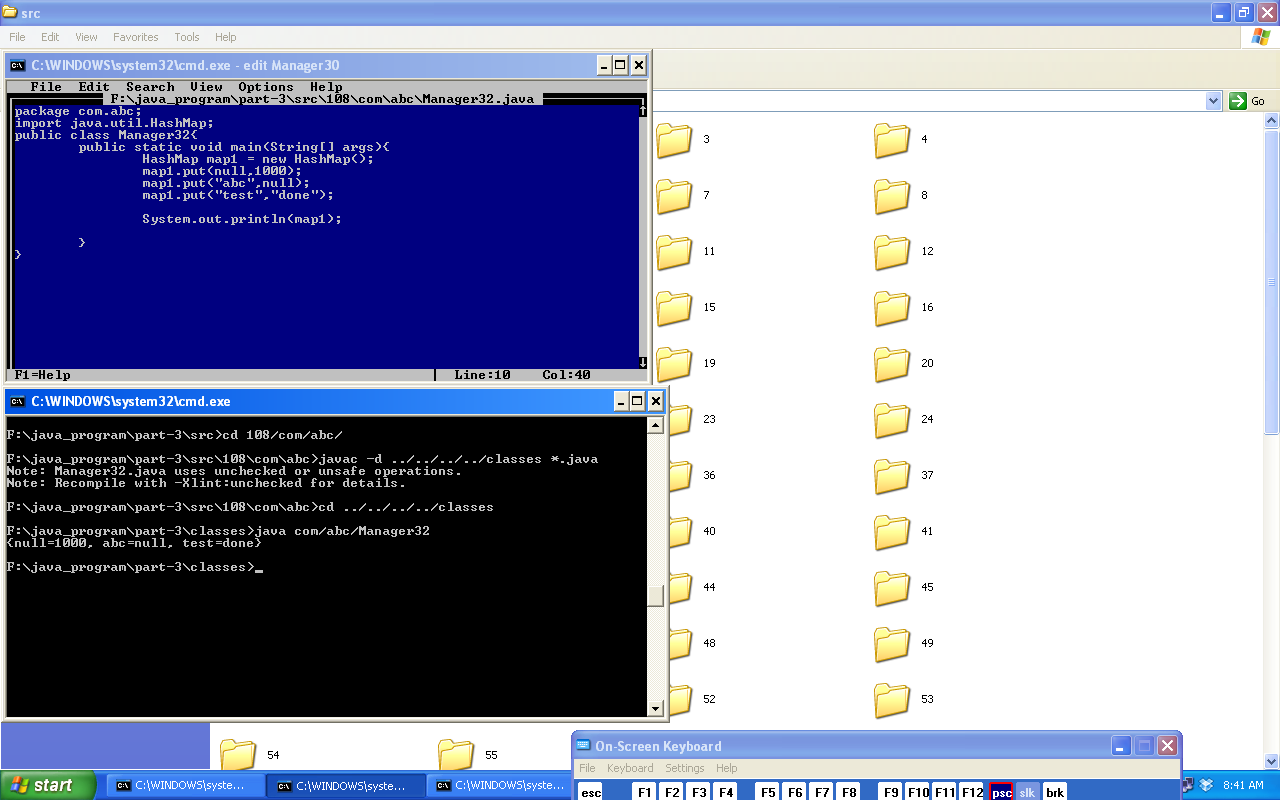 src
File Edit View Favorites Tools Help
C:\WINDOWS\system32\cmd.exe - edit Manager30
File Edit Search View Options Help
F:\java_program\part-3\src\108\com\abc\Manager32.java
package com.abc;
import java.util.HashMap;
public class Manager32{
public static void main(String[] args){
HashMap map1 = new HashMap();
map1.put(null,1000);
map1.put("abc",null);
map1.put("test","done");
System.out.println(map1);
}
}
F1=Help Line:10 Col:40
Go
3 4
7 8
11 12
15 16
19 20
23 24
36 37
40 41
44 45
48 49
52 53
54 55
C:\WINDOWS\system32\cmd.exe
F:\java_program\part-3\src>cd 108/com/abc/
F:\java_program\part-3\src\108\com\abc>javac -d ../../../../classes *.java
Note: Manager32.java uses unchecked or unsafe operations.
Note: Recompile with -Xlint:unchecked for details.
F:\java_program\part-3\src\108\com\abc>cd ../../../../classes
F:\java_program\part-3\classes>java com/abc/Manager32
{null=1000, abc=null, test=done}
F:\java_program\part-3\classes>_
On-Screen Keyboard
File Keyboard Settings Help
esc F1 F2 F3 F4 F5 F6 F7 F8 F9 F10 F11 F12 psc slk brk
start C:\WINDOWS\syste... C:\WINDOWS\syste... C:\WINDOWS\syste... 8:41 AM